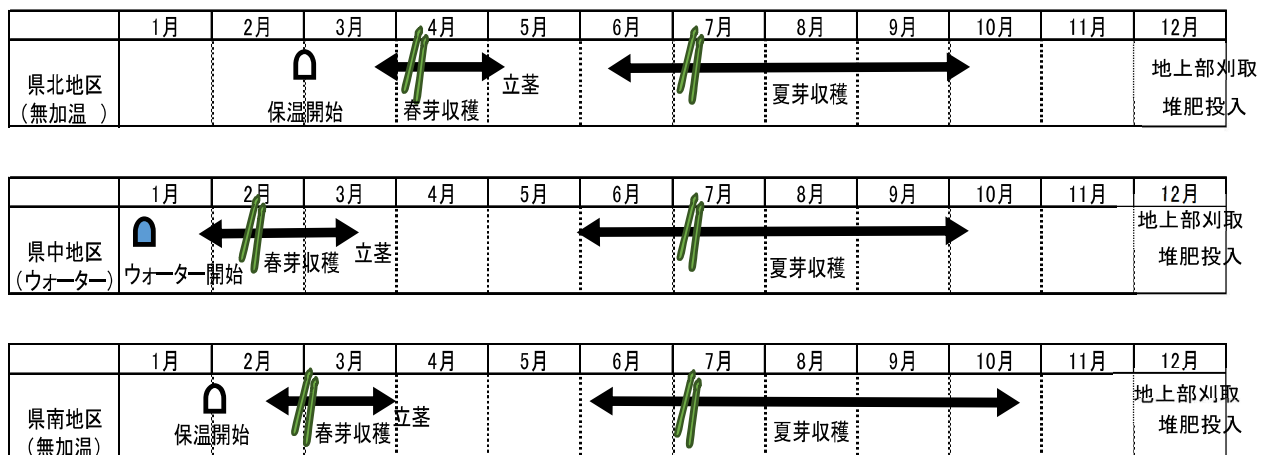 1月 2月 3月 4月 5月 6月 7月 8月 9月 10月 11月 12月
県北地区
（無加温　）
保温開始
春芽収穫
立茎
夏芽収穫
地上部刈取
堆肥投入
1月 2月 3月 4月 5月 6月 7月 8月 9月 10月 11月 12月
県中地区
（ウォーター）
ウォーター開始
春芽収穫
立茎
夏芽収穫
地上部刈取
堆肥投入
1月 2月 3月 4月 5月 6月 7月 8月 9月 10月 11月 12月
県南地区
（無加温）
保温開始
春芽収穫
立茎
夏芽収穫
地上部刈取
堆肥投入